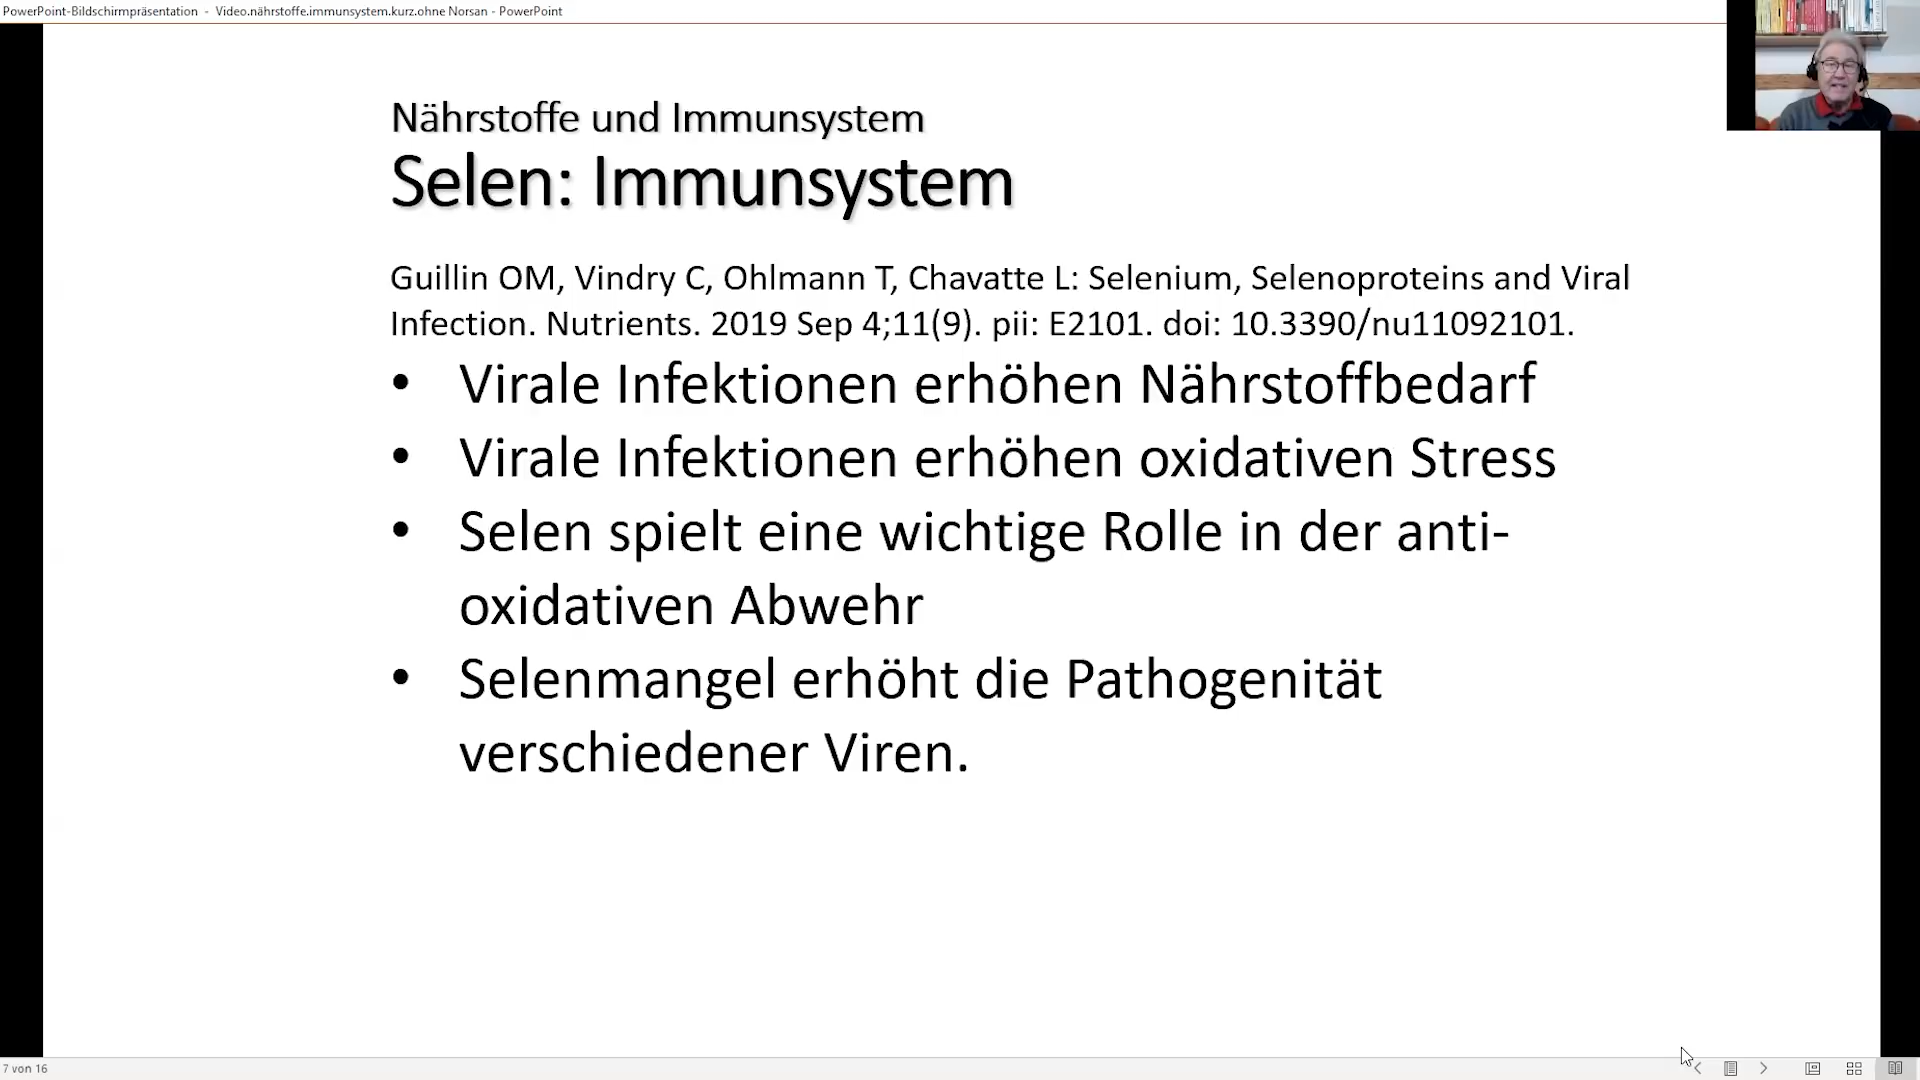 PowerPoint-Bildschirmpräsentation - Video.nährstoffe.immunsystem.kurz.ohne Norsan - PowerPoint
Nährstoffe und Immunsystem
Selen: Immunsystem
Guillin OM, Vindry C, Ohlmann T, Chavatte L: Selenium, Selenoproteins and Viral
Infection. Nutrients. 2019 Sep 4;11(9). pii: E2101. doi: 10.3390/nu11092101.
• Virale Infektionen erhöhen Nährstoffbedarf
• Virale Infektionen erhöhen oxidativen Stress
• Selen spielt eine wichtige Rolle in der anti-
oxidativen Abwehr
• Selenmangel erhöht die Pathogenität
verschiedener Viren.
7 von 16